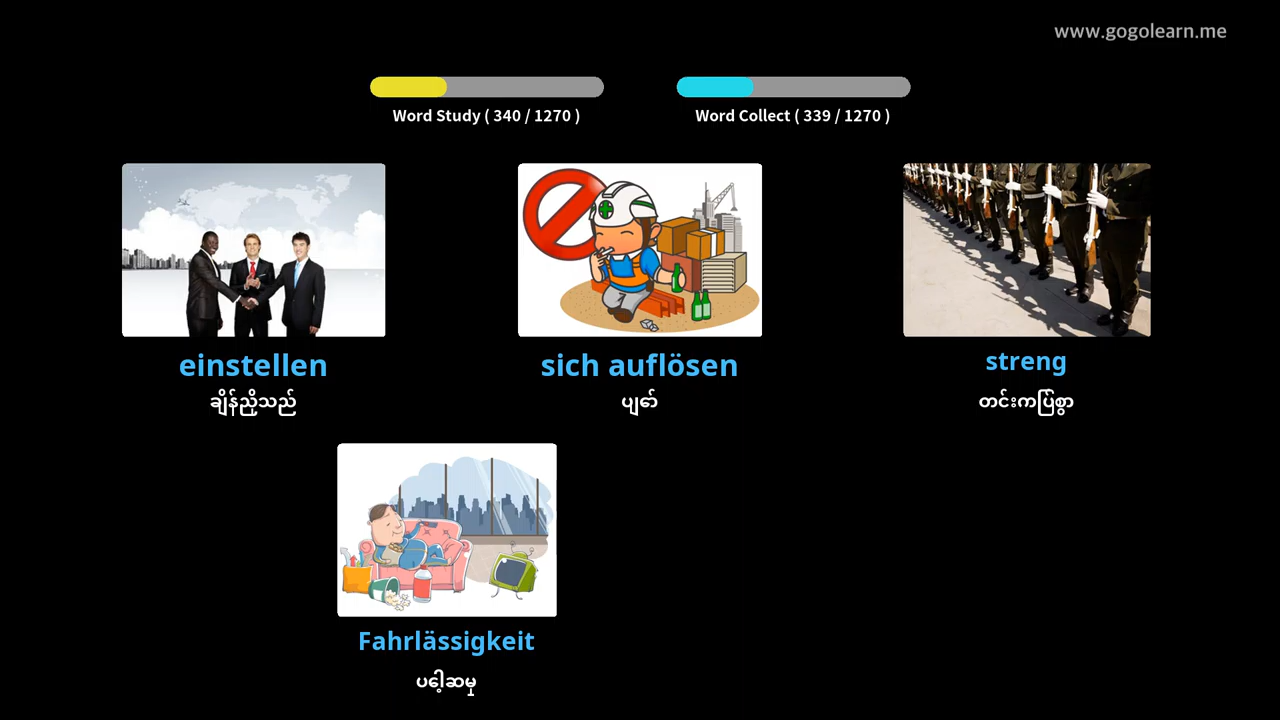 www.gogolearn.me
Word Study ( 340 / 1270 )
Word Collect ( 339 / 1270 )
einstellen
ချိန်ညှိသည်
sich auflösen
ပျော်
streng
တင်းကပြ်စွာ
Fahrlässigkeit
ပေါ့ဆမှု